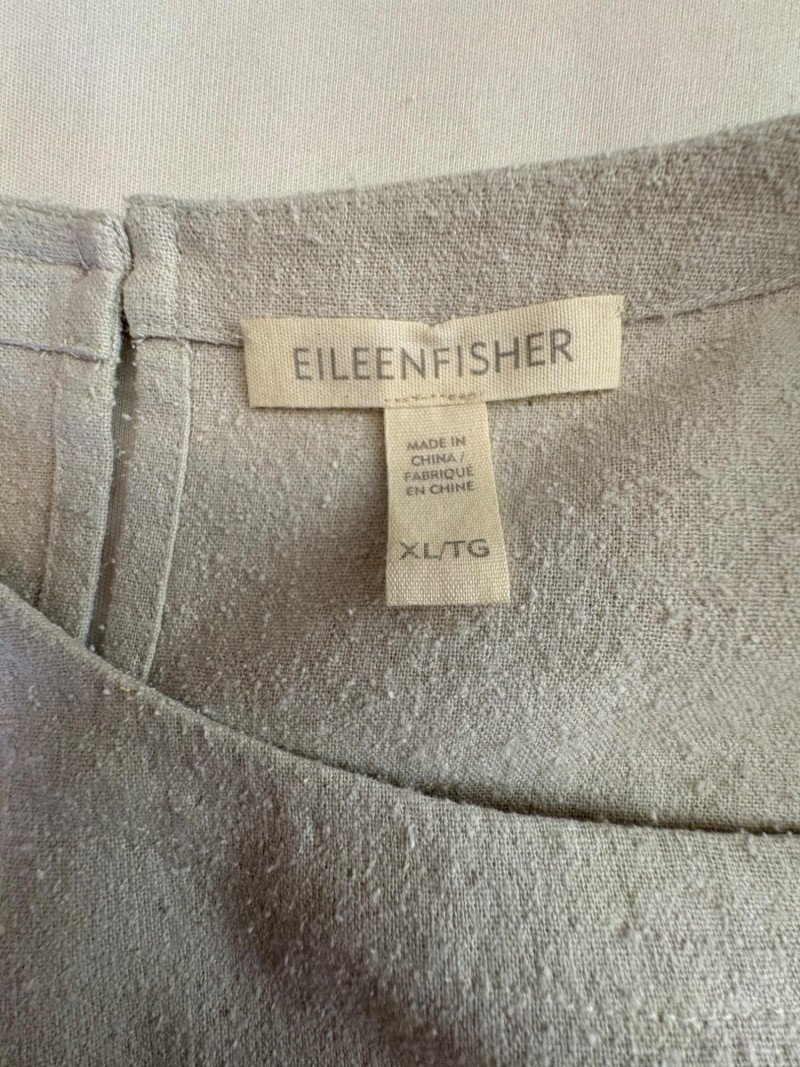 EILEENFISHER
MADE IN
CHINA /
FABRIQUÉ
EN CHINE
XL/TG